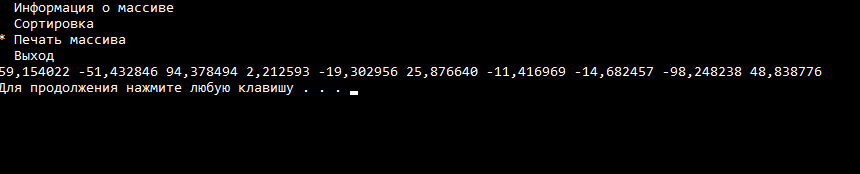 Информация о массиве
Сортировка
* Печать массива
Выход
59,154022 -51,432846 94,378494 2,212593 -19,302956 25,876640 -11,416969 -14,682457 -98,248238 48,838776
Для продолжения нажмите любую клавишу . . .